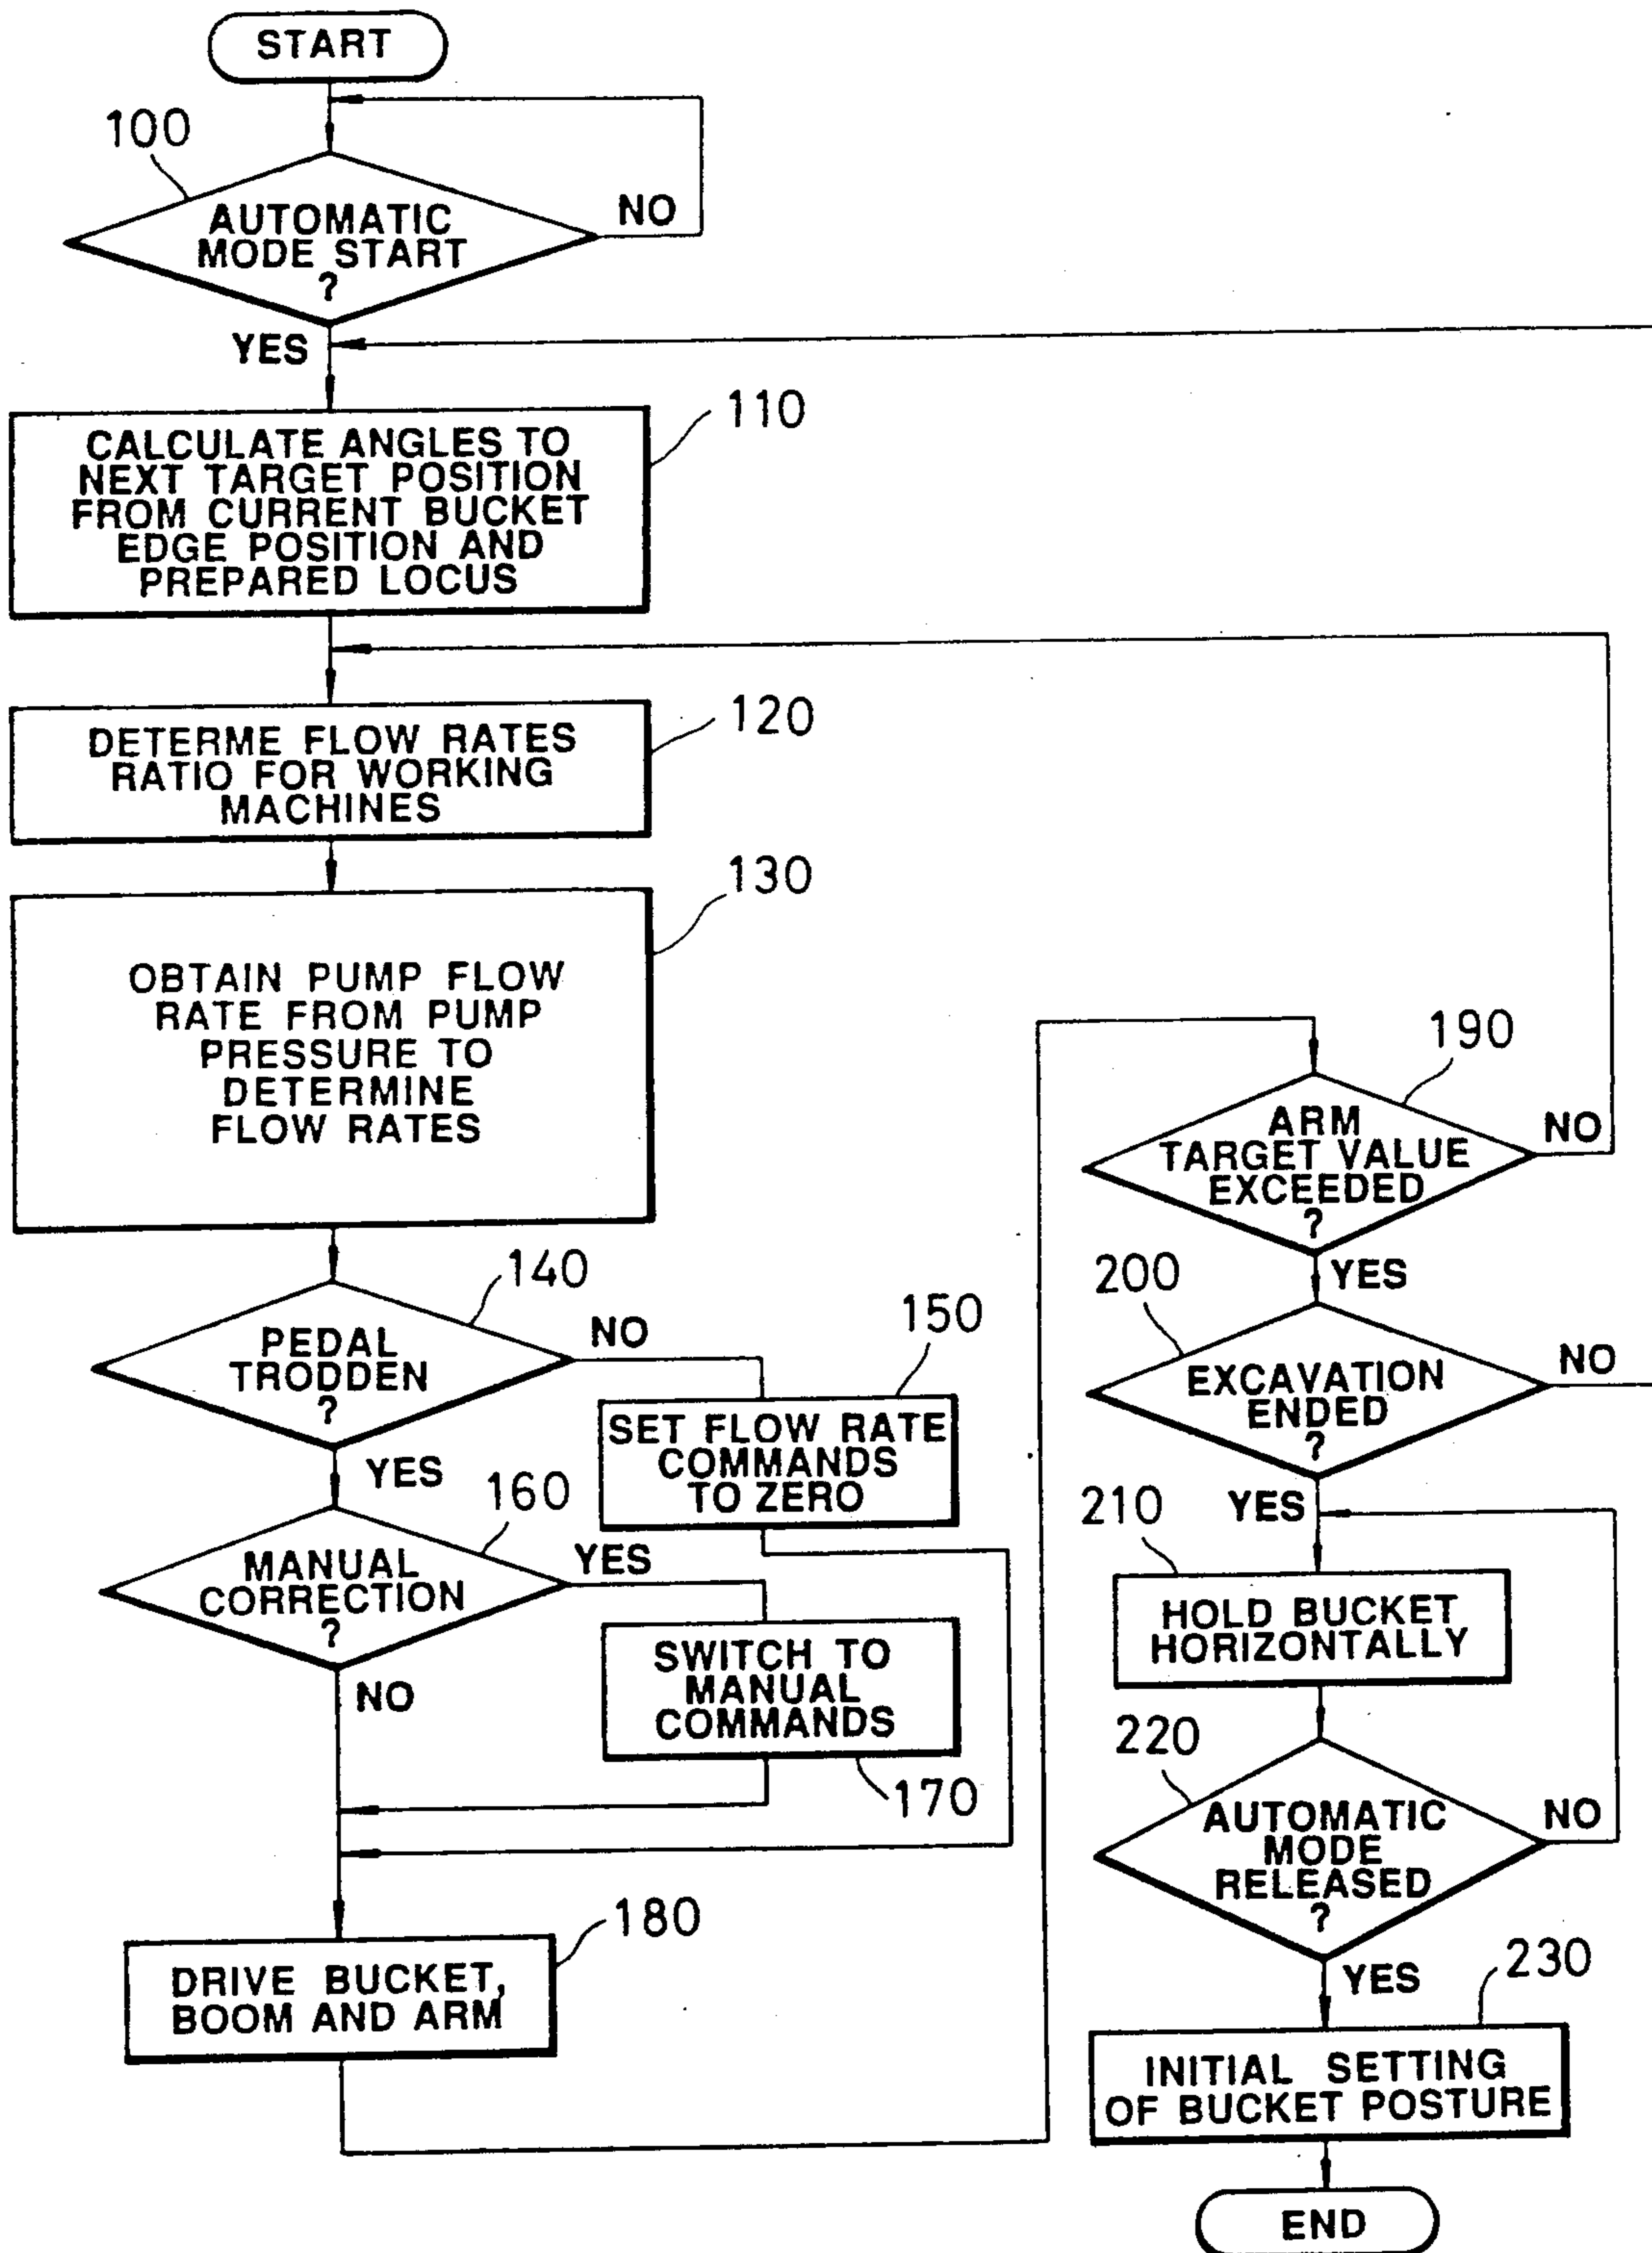 START
100
AUTOMATIC
MODE START
?
NO
YES
110
CALCULATE ANGLES TO
NEXT TARGET POSITION
FROM CURRENT BUCKET
EDGE POSITION AND
PREPARED LOCUS
120
DETERME FLOW RATES
RATIO FOR WORKING
MACHINES
130
OBTAIN PUMP FLOW
RATE FROM PUMP
PRESSURE TO
DETERMINE
FLOW RATES
140
PEDAL
TRODDEN
?
NO
YES
150
SET FLOW RATE
COMMANDS
TO ZERO
160
MANUAL
CORRECTION
?
YES
NO
SWITCH TO
MANUAL
COMMANDS
170
180
DRIVE BUCKET,
BOOM AND ARM
190
ARM
TARGET VALUE
EXCEEDED
?
NO
YES
200
EXCAVATION
ENDED
?
NO
YES
210
HOLD BUCKET
HORIZONTALLY
220
AUTOMATIC
MODE
RELEASED
?
NO
YES
230
INITIAL SETTING
OF BUCKET POSTURE
END